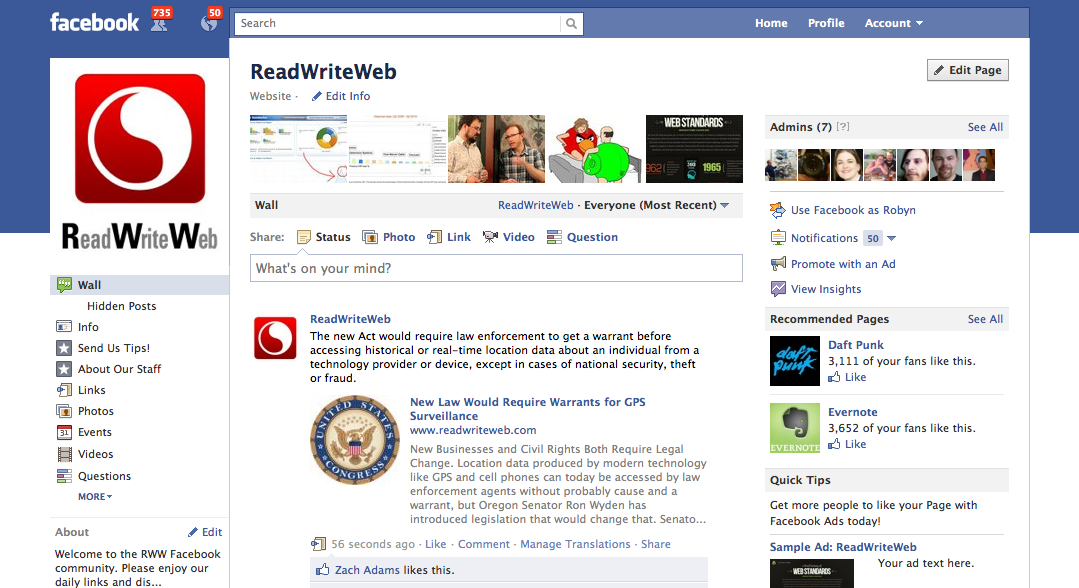 facebook
735
50
Search
Home
Profile
Account
ReadWriteWeb
Wall
Hidden Posts
Info
Send Us Tips!
About Our Staff
Links
Photos
31
Events
Videos
Questions
MORE
About
Edit
Welcome to the RWW Facebook
community. Please enjoy our
daily links and dis...
ReadWriteWeb
Website ·
Edit Info
Edit Page
WEB STANDARDS
1965
Wall
ReadWriteWeb · Everyone (Most Recent)
Share:
Status
Photo
Link
Video
Question
What's on your mind?
ReadWriteWeb
The new Act would require law enforcement to get a warrant before
accessing historical or real-time location data about an individual from a
technology provider or device, except in cases of national security, theft
or fraud.
UNITED STATES
CONGRESS
New Law Would Require Warrants for GPS
Surveillance
www.readwriteweb.com
New Businesses and Civil Rights Both Require Legal
Change. Location data produced by modern technology
like GPS and cell phones can today be accessed by law
enforcement agents without probably cause and a
warrant, but Oregon Senator Ron Wyden has
introduced legislation that would change that. Senato...
56 seconds ago · Like · Comment · Manage Translations · Share
Zach Adams likes this.
Admins (7) [?]
See All
Use Facebook as Robyn
Notifications 50
Promote with an Ad
View Insights
Recommended Pages
See All
daft punk
Daft Punk
3,111 of your fans like this.
Like
EVERNOTE
Evernote
3,652 of your fans like this.
Like
Quick Tips
Get more people to like your Page with
Facebook Ads today!
Sample Ad: ReadWriteWeb
WEB STANDARDS
Your ad text here.